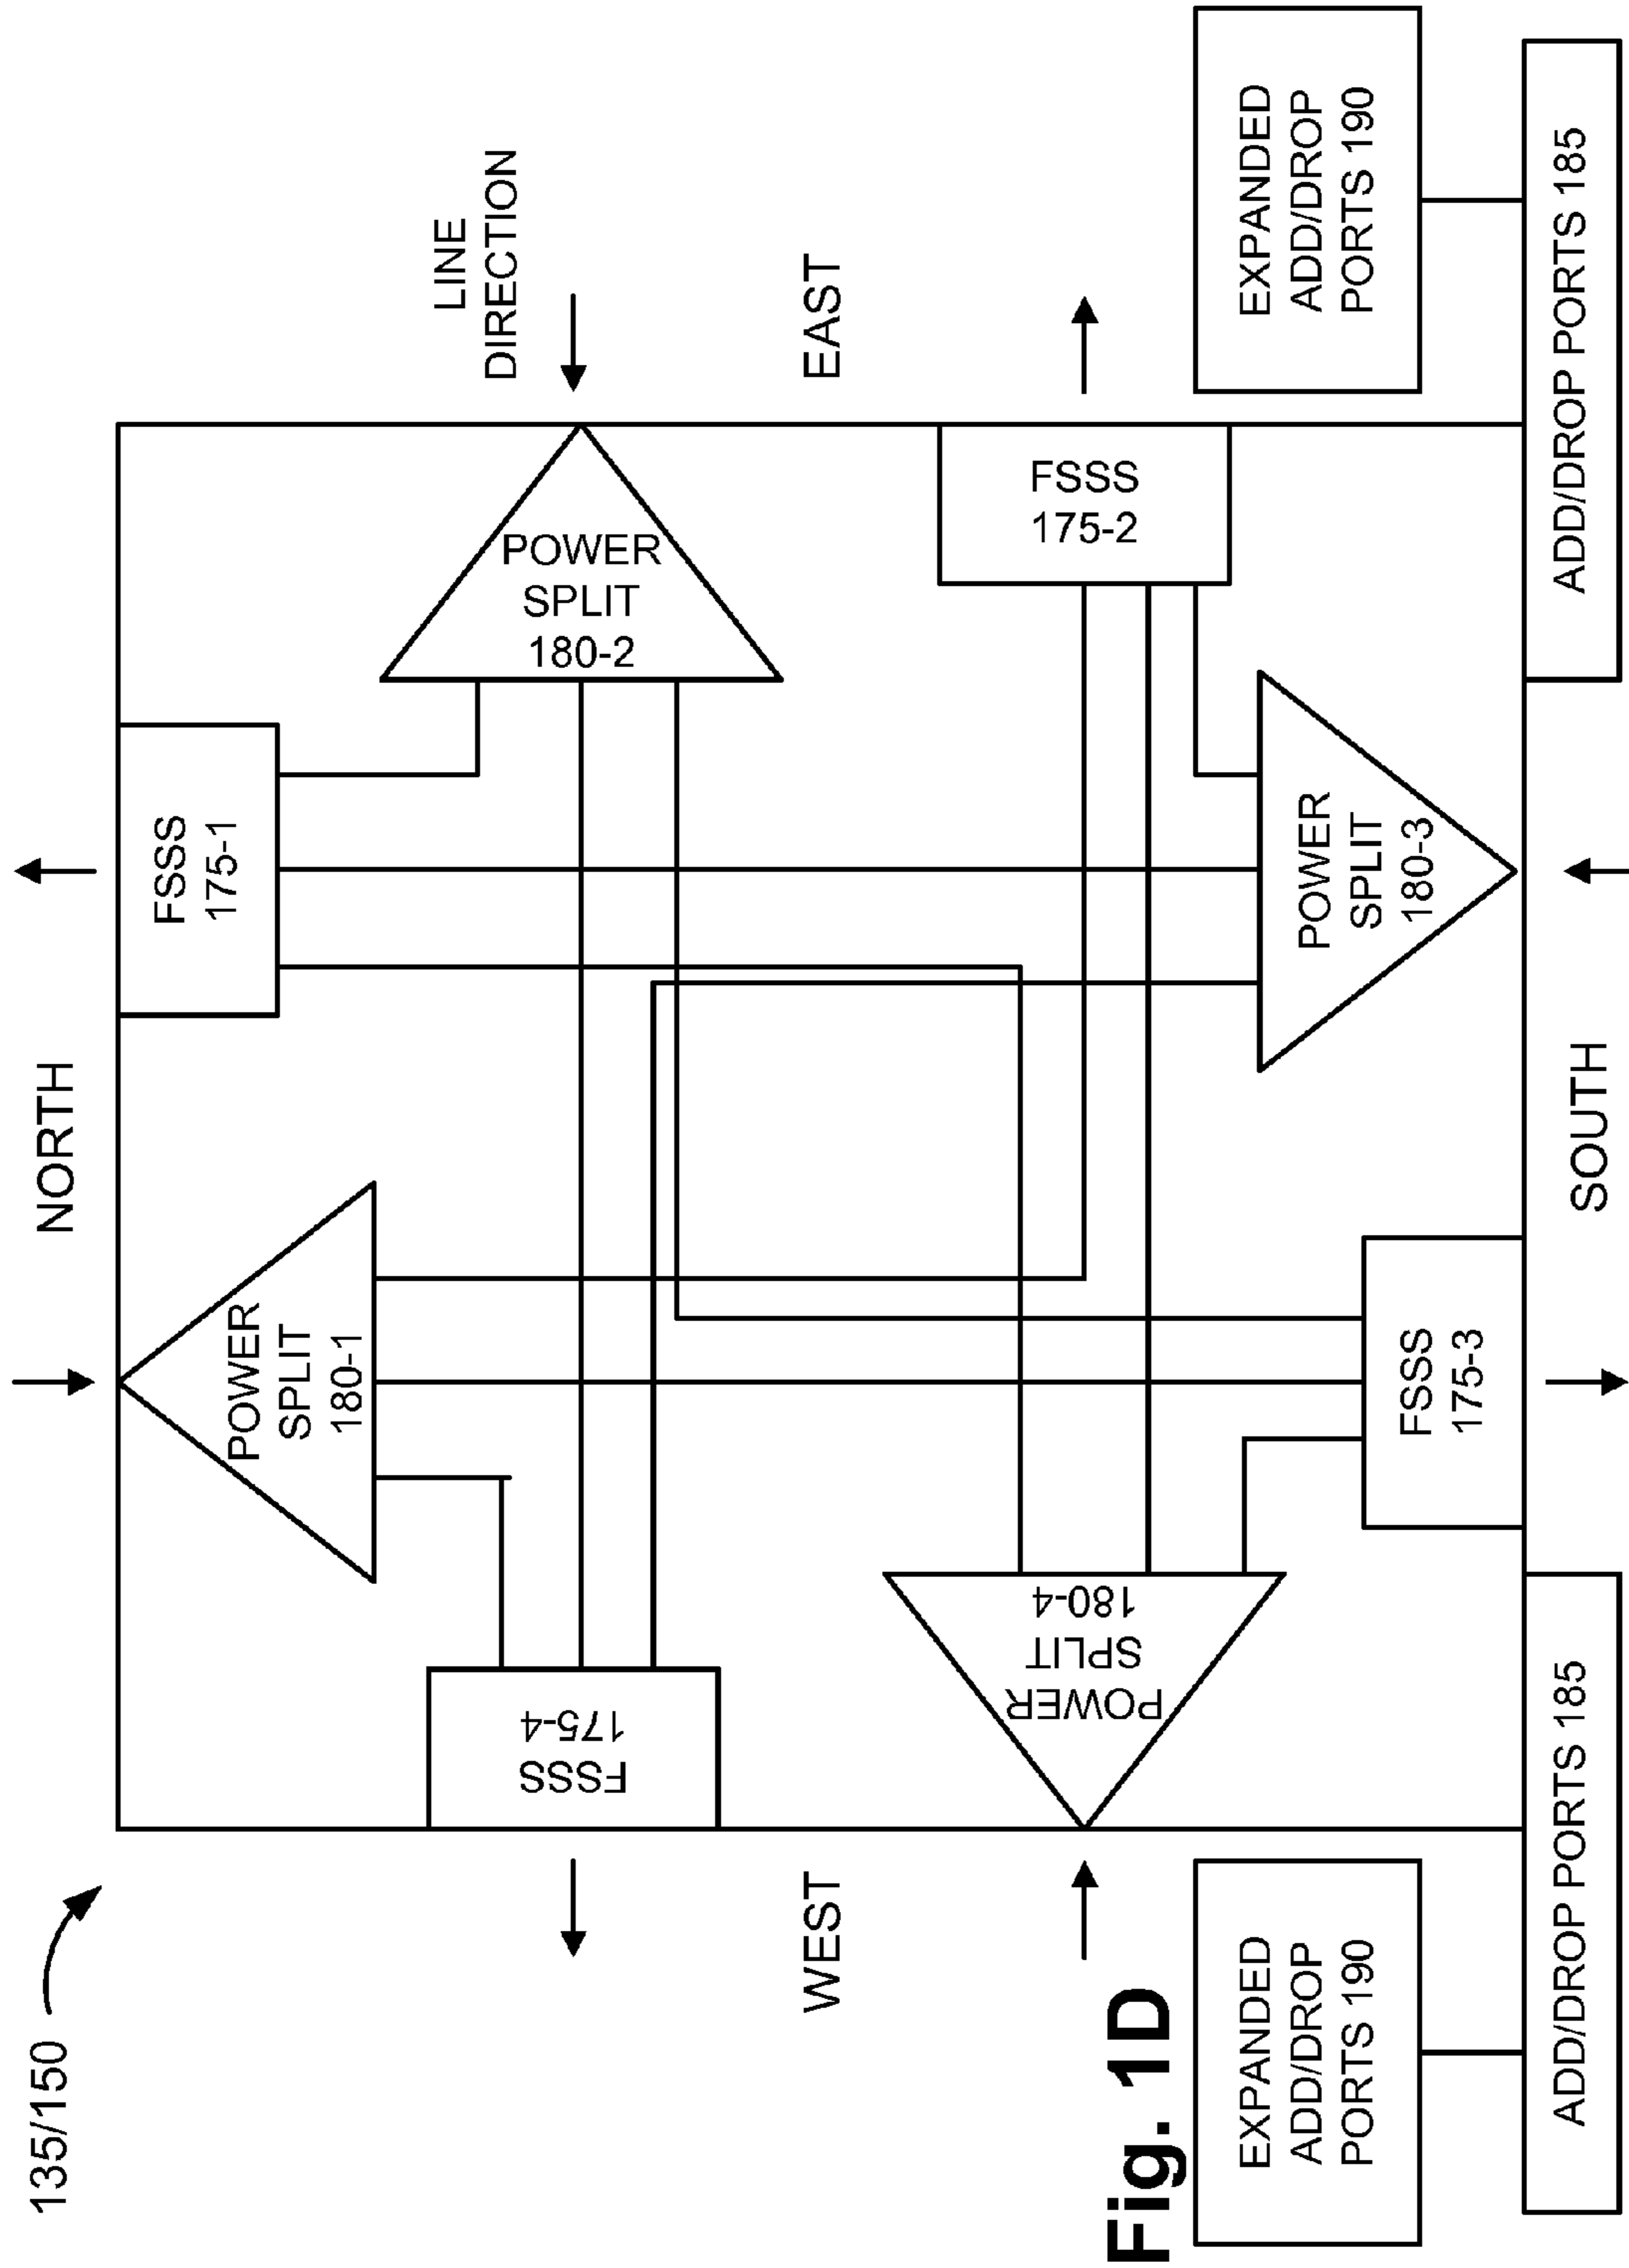 135/150
NORTH
LINE
DIRECTION
POWER
SPLIT
180-1
FSSS
175-1
FSSS
175-4
POWER
SPLIT
180-2
WEST
EAST
POWER
SPLIT
180-4
FSSS
175-2
FSSS
175-3
POWER
SPLIT
180-3
Fig. 1D
EXPANDED
ADD/DROP
PORTS 190
EXPANDED
ADD/DROP
PORTS 190
SOUTH
ADD/DROP PORTS 185
ADD/DROP PORTS 185